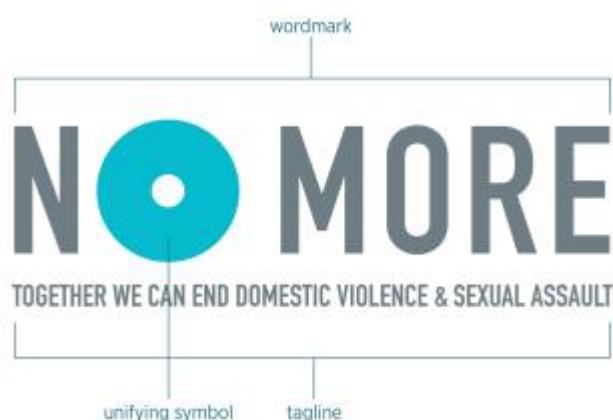 wordmark
NO MORE
TOGETHER WE CAN END DOMESTIC VIOLENCE & SEXUAL ASSAULT
unifying symbol tagline